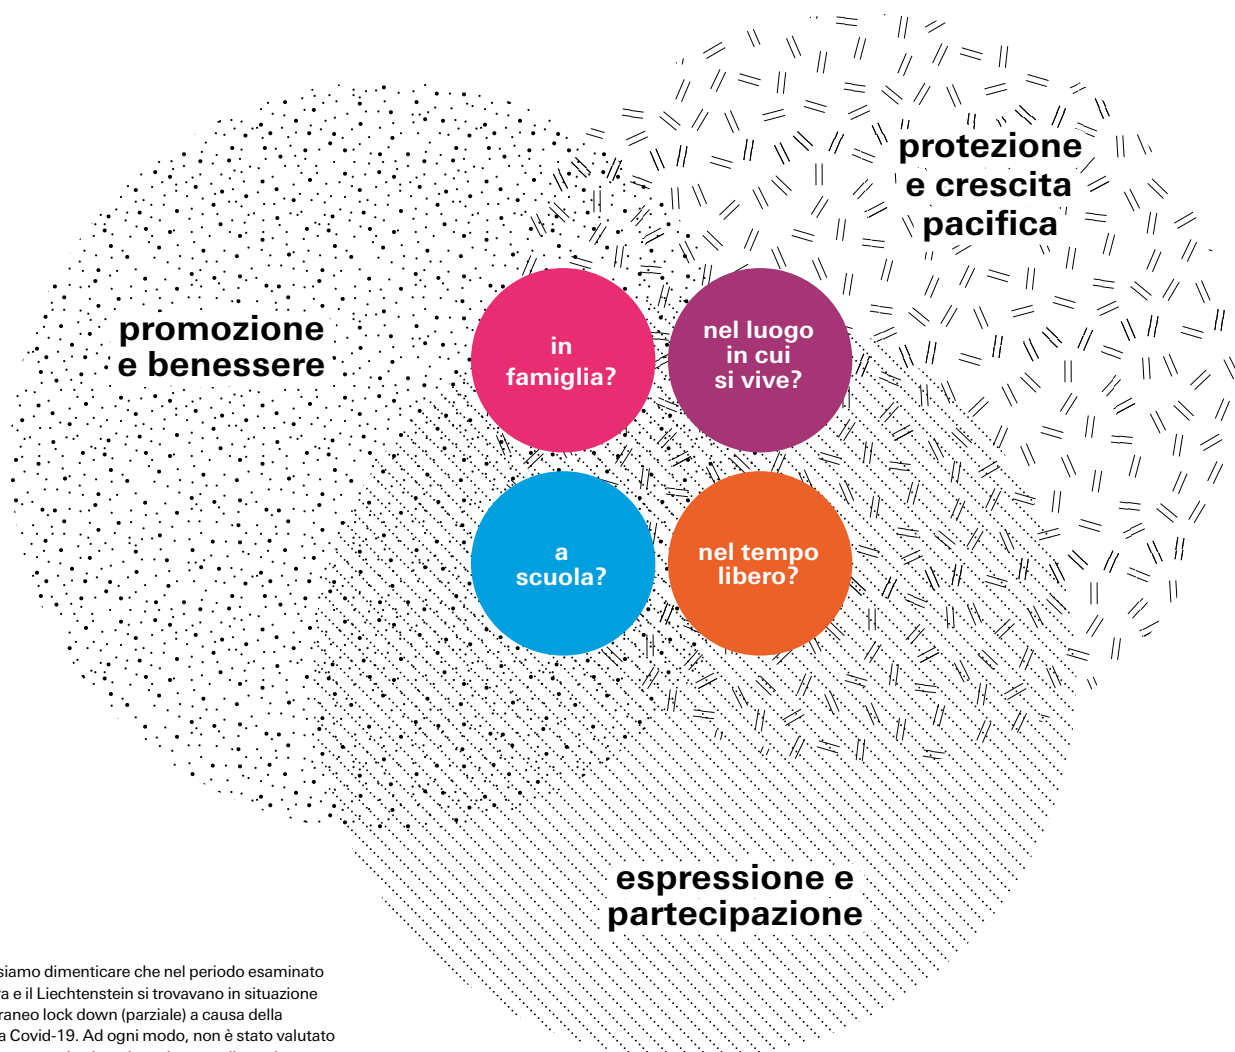 protezione
e crescita
pacifica
promozione
e benessere
in
famiglia?
nel luogo
in cui
si vive?
a
scuola?
nel tempo
libero?
espressione e
partecipazione
siamo dimenticare che nel periodo esaminato
a e il Liechtenstein si trovavano in situazione
raneo lock down (parziale) a causa della
a Covid-19. Ad ogni modo, non è stato valutato